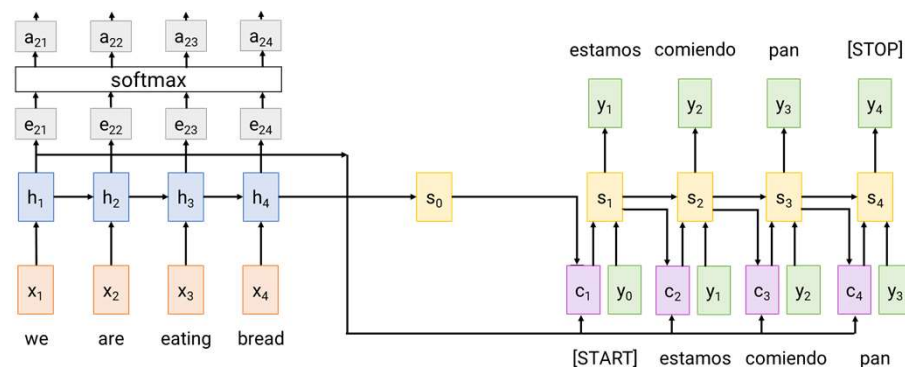 a21 a22 a23 a24
softmax
e21 e22 e23 e24
h1 h2 h3 h4
x1 x2 x3 x4
we are eating bread
s0
estamos comiendo pan [STOP]
y1 y2 y3 y4
s1 s2 s3 s4
c1 y0 c2 y1 c3 y2 c4 y3
[START] estamos comiendo pan